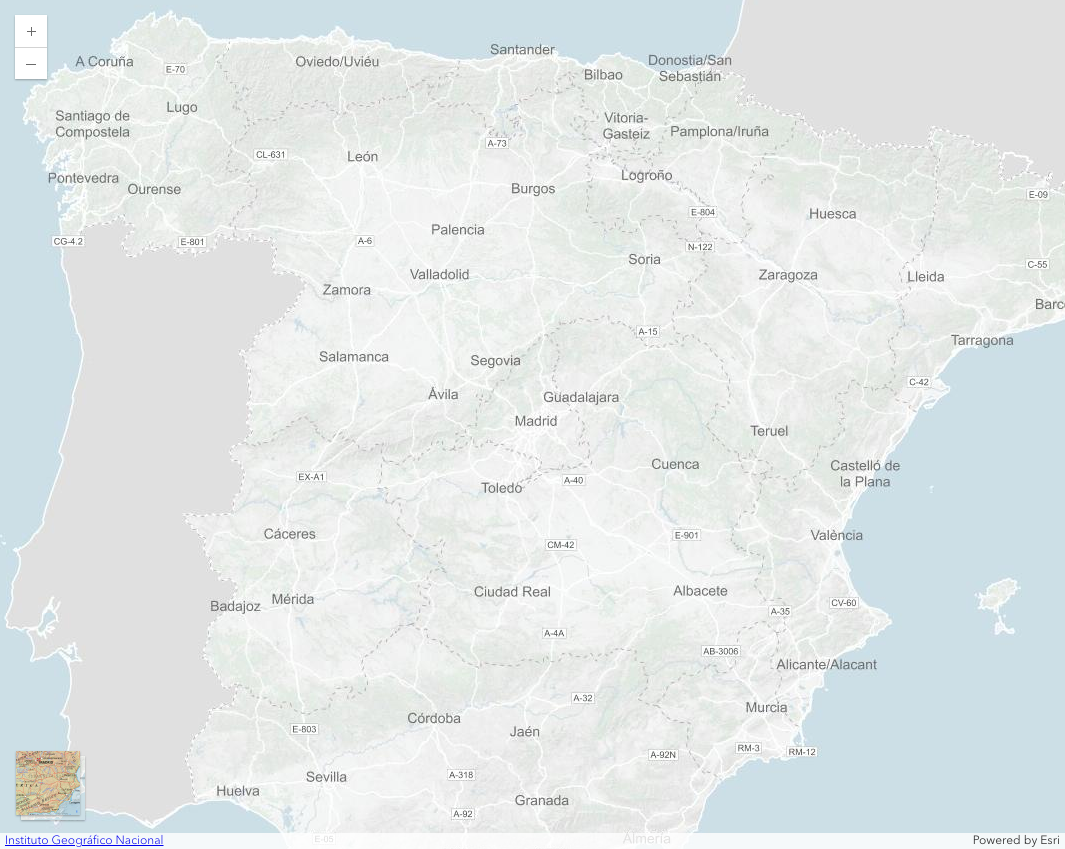 +
−
Santander
A Coruña
Oviedo/Uviéu
Donostia/San
Sebastián
E-70
Bilbao
Lugo
Santiago de
Compostela
Vitoria-
Gasteiz
Pamplona/Iruña
A-73
CL-631
León
Pontevedra
Ourense
Logroño
Burgos
E-09
E-804
Huesca
Palencia
CG-4.2
E-801
A-6
N-122
Soria
C-55
Valladolid
Zaragoza
Lleida
Zamora
Barc
A-15
Tarragona
Salamanca
Segovia
C-42
Ávila
Guadalajara
Madrid
Teruel
Cuenca
Castelló de
la Plana
EX-A1
Toledo
A-40
Cáceres
E-901
València
CM-42
Ciudad Real
Albacete
Mérida
Badajoz
CV-60
A-35
A-4A
AB-3006
Alicante/Alacant
A-32
Murcia
Córdoba
E-803
Jaén
RM-3
RM-12
A-92N
Sevilla
A-318
Huelva
Granada
A-92
E-05
Almería
Instituto Geográfico Nacional
Powered by Esri